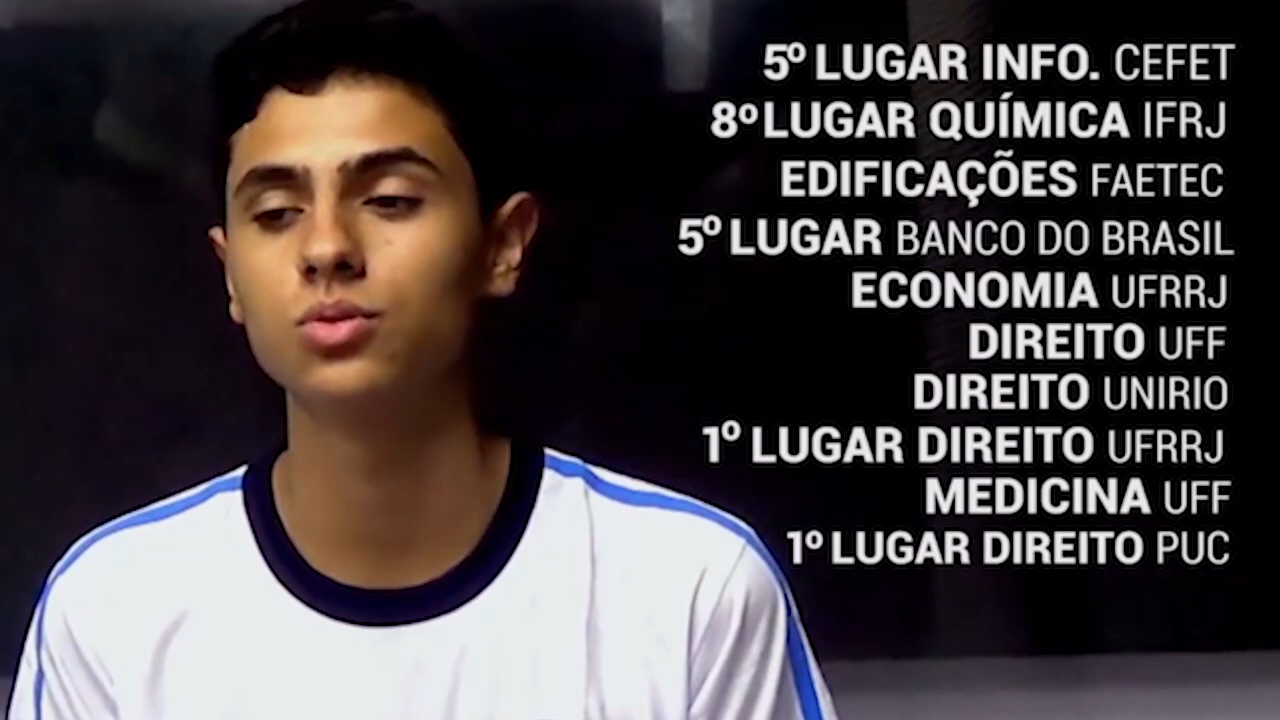 5º LUGAR INFO. CEFET
8º LUGAR QUÍMICA IFRJ
EDIFICAÇÕES FAETEC
5º LUGAR BANCO DO BRASIL
ECONOMIA UFRRJ
DIREITO UFF
DIREITO UNIRIO
1º LUGAR DIREITO UFRRJ
MEDICINA UFF
1º LUGAR DIREITO PUC